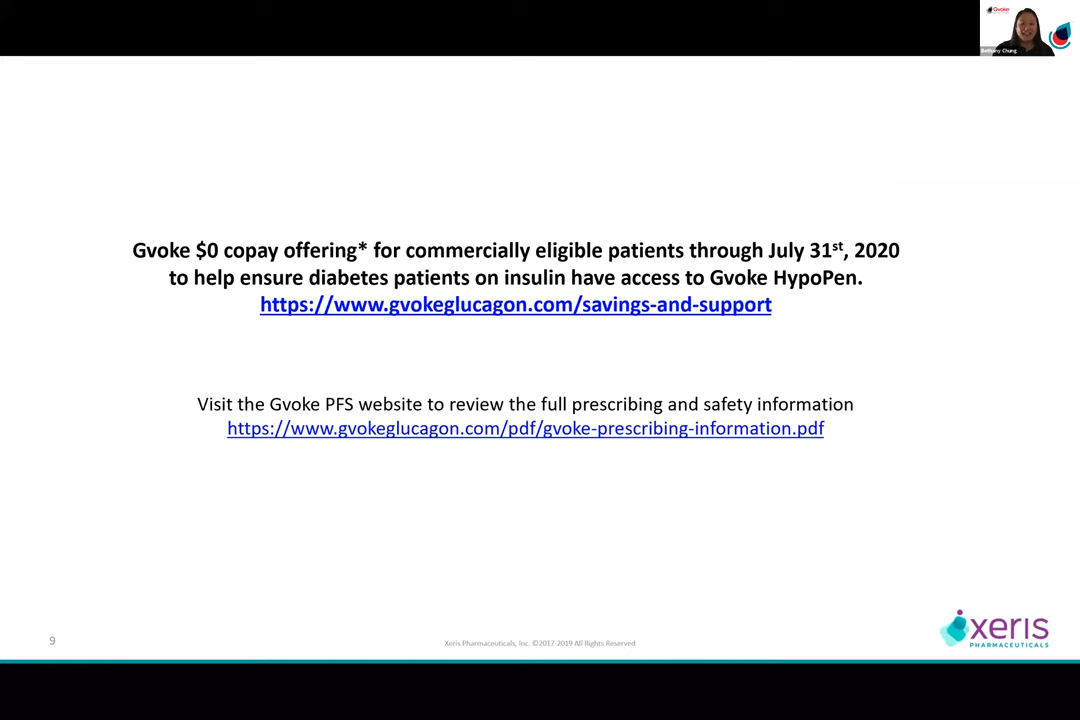 Gvoke
Bethany Chung
Gvoke $0 copay offering* for commercially eligible patients through July 31st, 2020
to help ensure diabetes patients on insulin have access to Gvoke HypoPen.
https://www.gvokeglucagon.com/savings-and-support
Visit the Gvoke PFS website to review the full prescribing and safety information
https://www.gvokeglucagon.com/pdf/gvoke-prescribing-information.pdf
9
Xeris Pharmaceuticals, Inc. ©2017-2019 All Rights Reserved
xeris
PHARMACEUTICALS